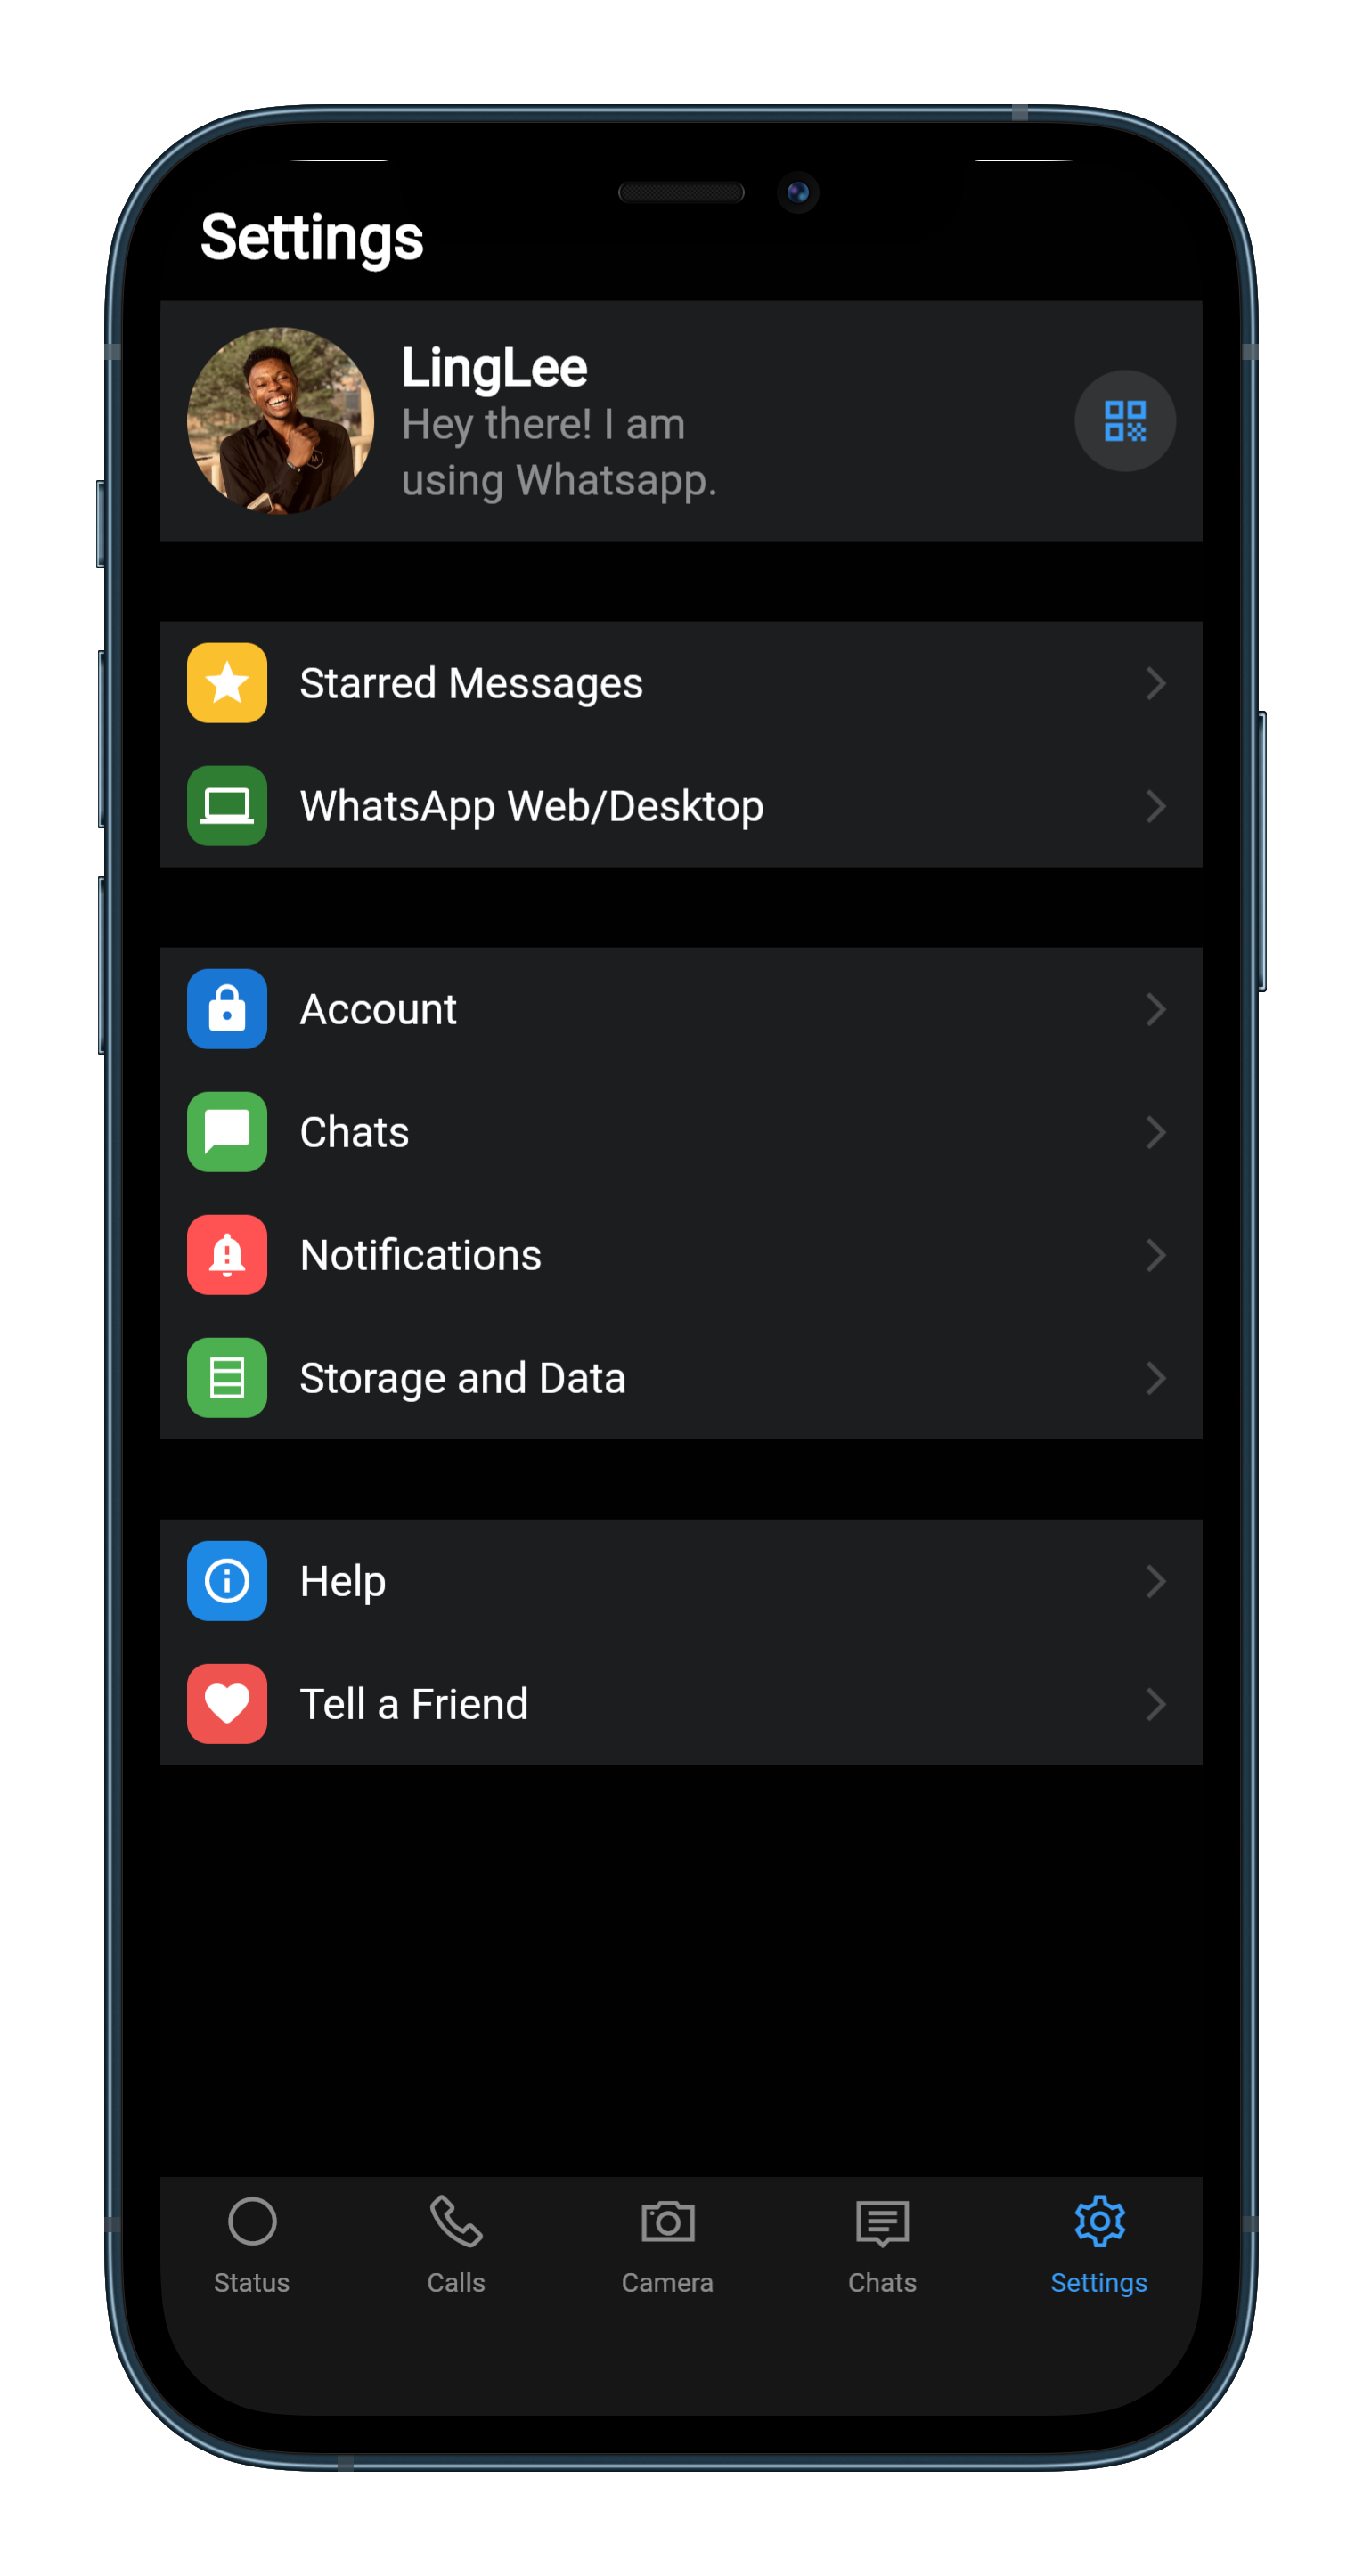 Settings
LingLee
Hey there! I am
using Whatsapp.
Starred Messages
WhatsApp Web/Desktop
Account
Chats
Notifications
Storage and Data
Help
Tell a Friend
Status Calls Camera Chats Settings